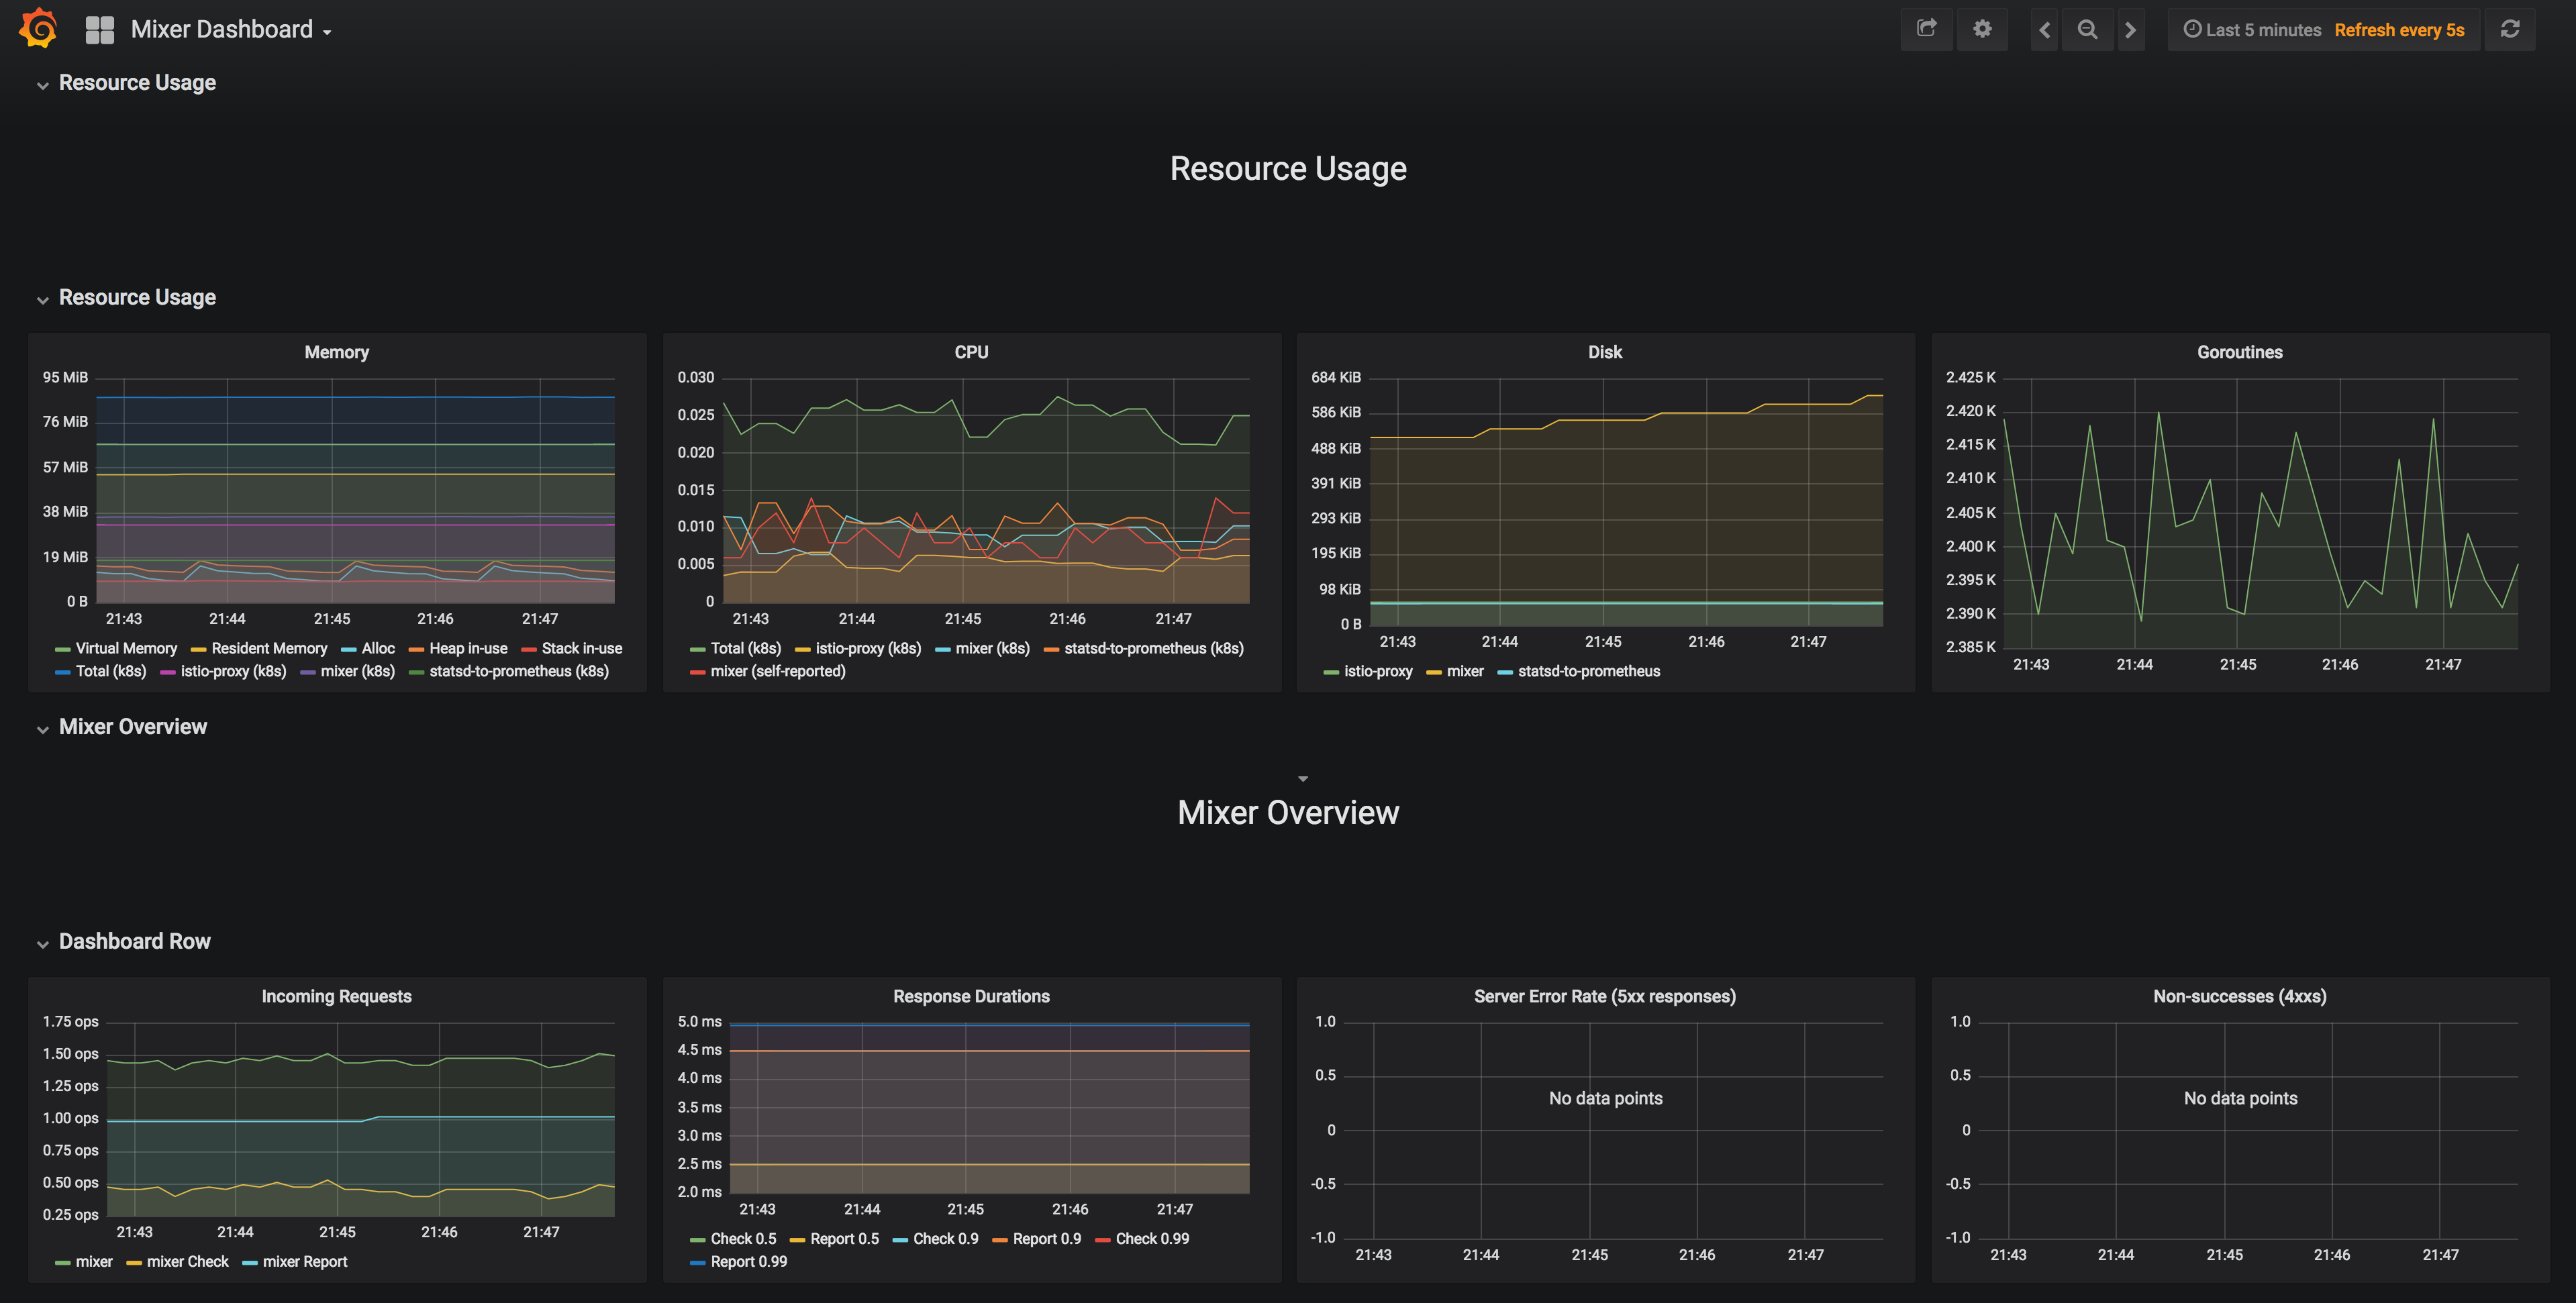 Mixer Dashboard
Last 5 minutes Refresh every 5s
Resource Usage
Resource Usage
Resource Usage
Memory
95 MiB
76 MiB
57 MiB
38 MiB
19 MiB
0 B
21:43 21:44 21:45 21:46 21:47
Virtual Memory Resident Memory Alloc Heap in-use Stack in-use
Total (k8s) istio-proxy (k8s) mixer (k8s) statsd-to-prometheus (k8s)
CPU
0.030
0.025
0.020
0.015
0.010
0.005
0
21:43 21:44 21:45 21:46 21:47
Total (k8s) istio-proxy (k8s) mixer (k8s) statsd-to-prometheus (k8s)
mixer (self-reported)
Disk
684 KiB
586 KiB
488 KiB
391 KiB
293 KiB
195 KiB
98 KiB
0 B
21:43 21:44 21:45 21:46 21:47
istio-proxy mixer statsd-to-prometheus
Goroutines
2.425 K
2.420 K
2.415 K
2.410 K
2.405 K
2.400 K
2.395 K
2.390 K
2.385 K
21:43 21:44 21:45 21:46 21:47
Mixer Overview
Mixer Overview
Dashboard Row
Incoming Requests
1.75 ops
1.50 ops
1.25 ops
1.00 ops
0.75 ops
0.50 ops
0.25 ops
21:43 21:44 21:45 21:46 21:47
mixer mixer Check mixer Report
Response Durations
5.0 ms
4.5 ms
4.0 ms
3.5 ms
3.0 ms
2.5 ms
2.0 ms
21:43 21:44 21:45 21:46 21:47
Check 0.5 Report 0.5 Check 0.9 Report 0.9 Check 0.99
Report 0.99
Server Error Rate (5xx responses)
1.0
0.5
No data points
0
-0.5
-1.0
21:43 21:44 21:45 21:46 21:47
Non-successes (4xxs)
1.0
0.5
No data points
0
-0.5
-1.0
21:43 21:44 21:45 21:46 21:47